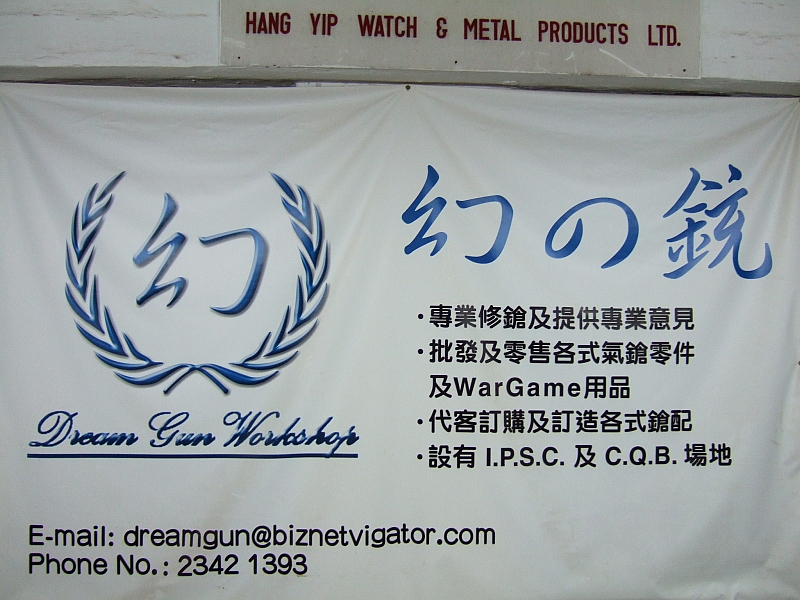 HANG YIP WATCH & METAL PRODUCTS LTD.
幻
Dream Gun Workshop
幻の銃
·專業修鎗及提供專業意見
·批發及零售各式氣鎗零件
及WarGame用品
·代客訂購及訂造各式鎗配
·設有 I.P.S.C. 及 C.Q.B. 場地
E-mail: dreamgun@biznetvigator.com
Phone No.: 2342 1393